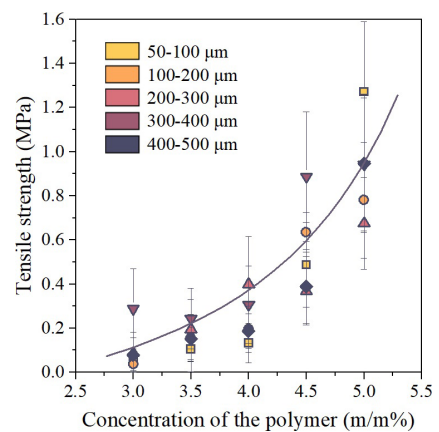 1.6
1.4
1.2
1.0
0.8
0.6
0.4
0.2
0.0
Tensile strength (MPa)
50-100 μm
100-200 μm
200-300 μm
300-400 μm
400-500 μm
2.5 3.0 3.5 4.0 4.5 5.0 5.5
Concentration of the polymer (m/m%)